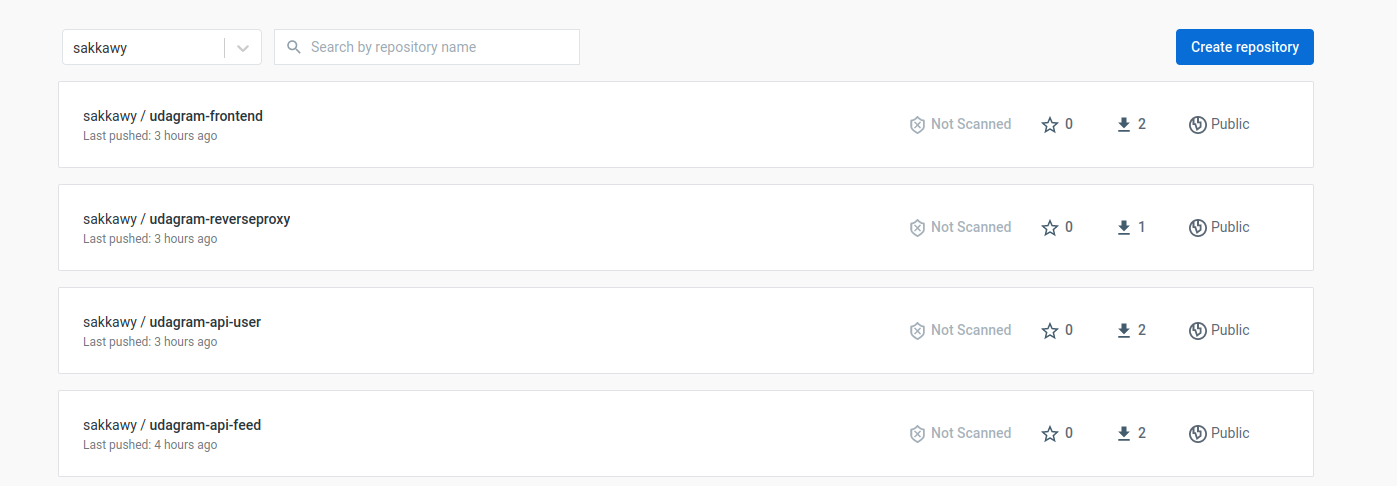 sakkawy
Search by repository name
Create repository
sakkawy / udagram-frontend
Last pushed: 3 hours ago
Not Scanned
0
2
Public
sakkawy / udagram-reverseproxy
Last pushed: 3 hours ago
Not Scanned
0
1
Public
sakkawy / udagram-api-user
Last pushed: 3 hours ago
Not Scanned
0
2
Public
sakkawy / udagram-api-feed
Last pushed: 4 hours ago
Not Scanned
0
2
Public